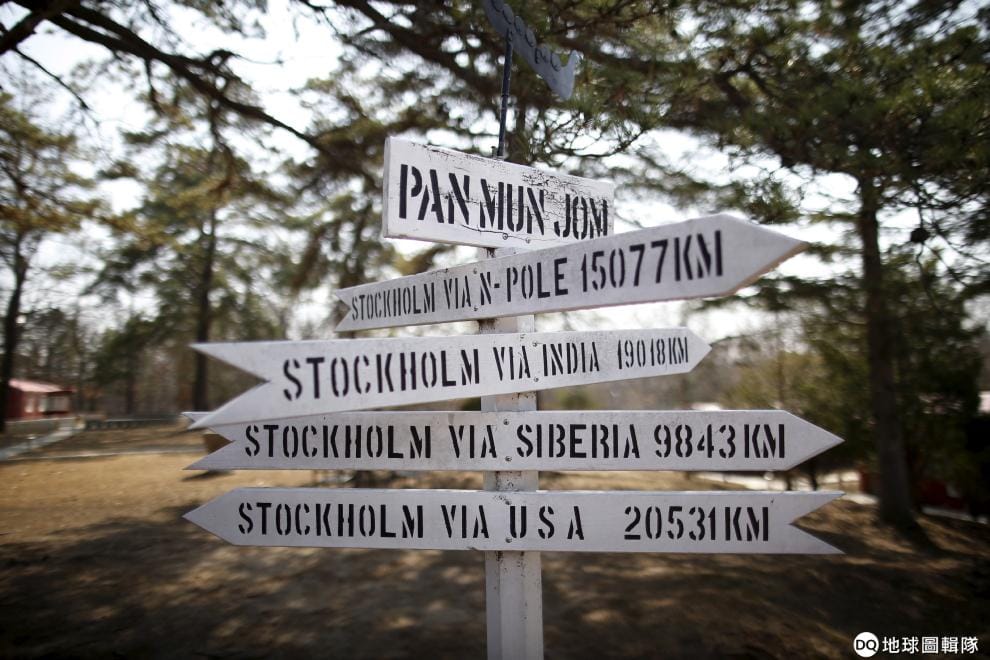 PAN MUN JOM
STOCKHOLM VIA N-POLE 15077KM
STOCKHOLM VIA INDIA 19018KM
STOCKHOLM VIA SIBERIA 9843KM
STOCKHOLM VIA USA 20531KM
DQ 地球圖輯隊